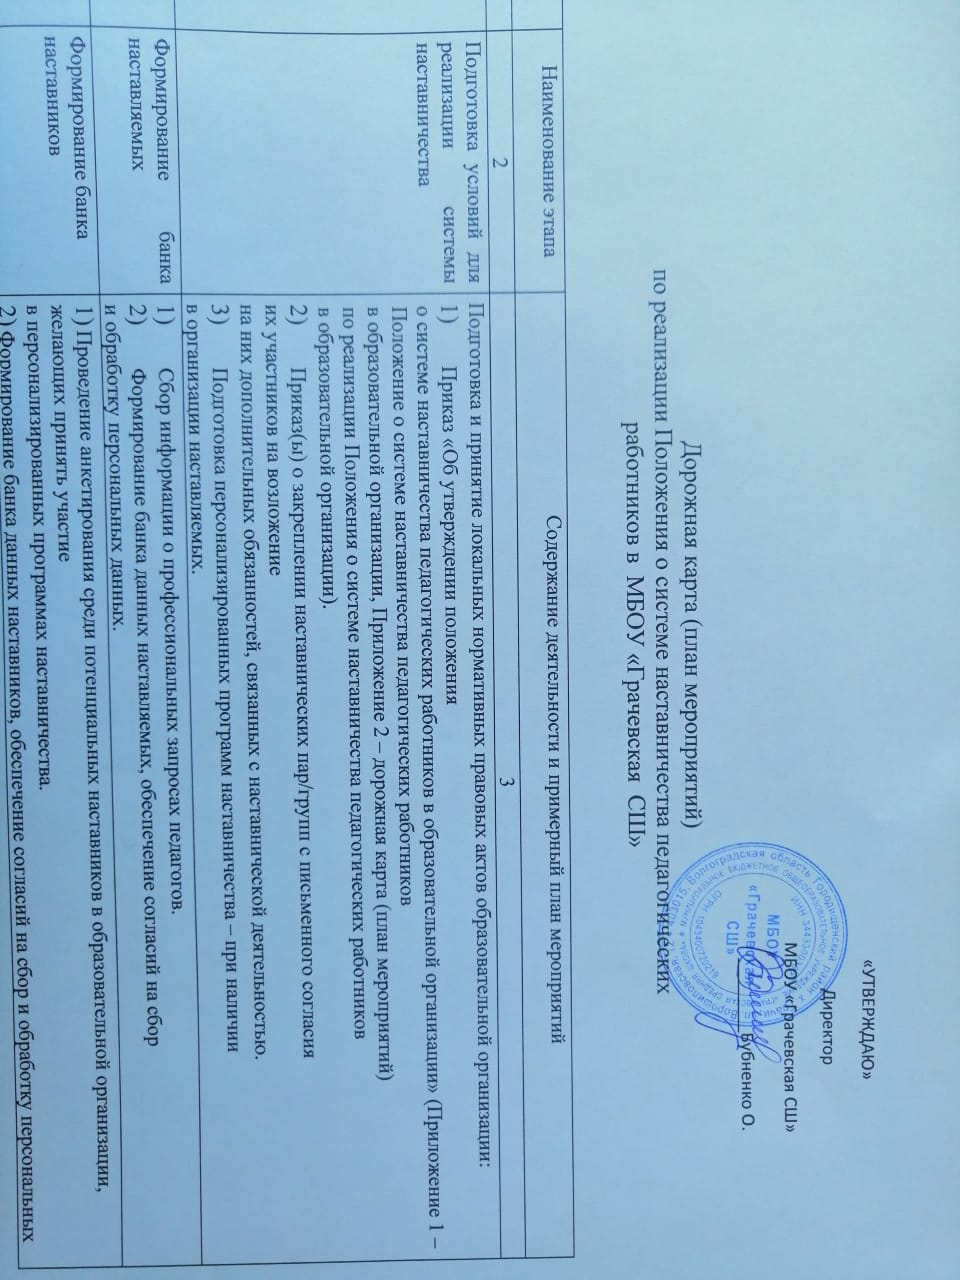 «УТВЕРЖДАЮ»
Директор
МБОУ «Грачевская СШ»
Бубненко О.
МБОУ
«Грачевская
СШ»
Дорожная карта (план мероприятий)
по реализации Положения о системе наставничества педагогических
работников в МБОУ «Грачевская СШ»
Наименование этапа
Содержание деятельности и примерный план мероприятий
2
3
Подготовка условий для
реализации системы
наставничества
Подготовка и принятие локальных нормативных правовых актов образовательной организации:
1) Приказ «Об утверждении положения
о системе наставничества педагогических работников в образовательной организации» (Приложение 1 –
Положение о системе наставничества педагогических работников
в образовательной организации, Приложение 2 – дорожная карта (план мероприятий)
по реализации Положения о системе наставничества педагогических работников
в образовательной организации).
2) Приказ(ы) о закреплении наставнических пар/групп с письменного согласия
их участников на возложение
на них дополнительных обязанностей, связанных с наставнической деятельностью.
3) Подготовка персонализированных программ наставничества – при наличии
в организации наставляемых.
Формирование банка
наставляемых
1) Сбор информации о профессиональных запросах педагогов.
2) Формирование банка данных наставляемых, обеспечение согласий на сбор
и обработку персональных данных.
Формирование банка
наставников
1) Проведение анкетирования среди потенциальных наставников в образовательной организации,
желающих принять участие
в персонализированных программах наставничества.
2) Формирование банка данных наставников, обеспечение согласий на сбор и обработку персональных